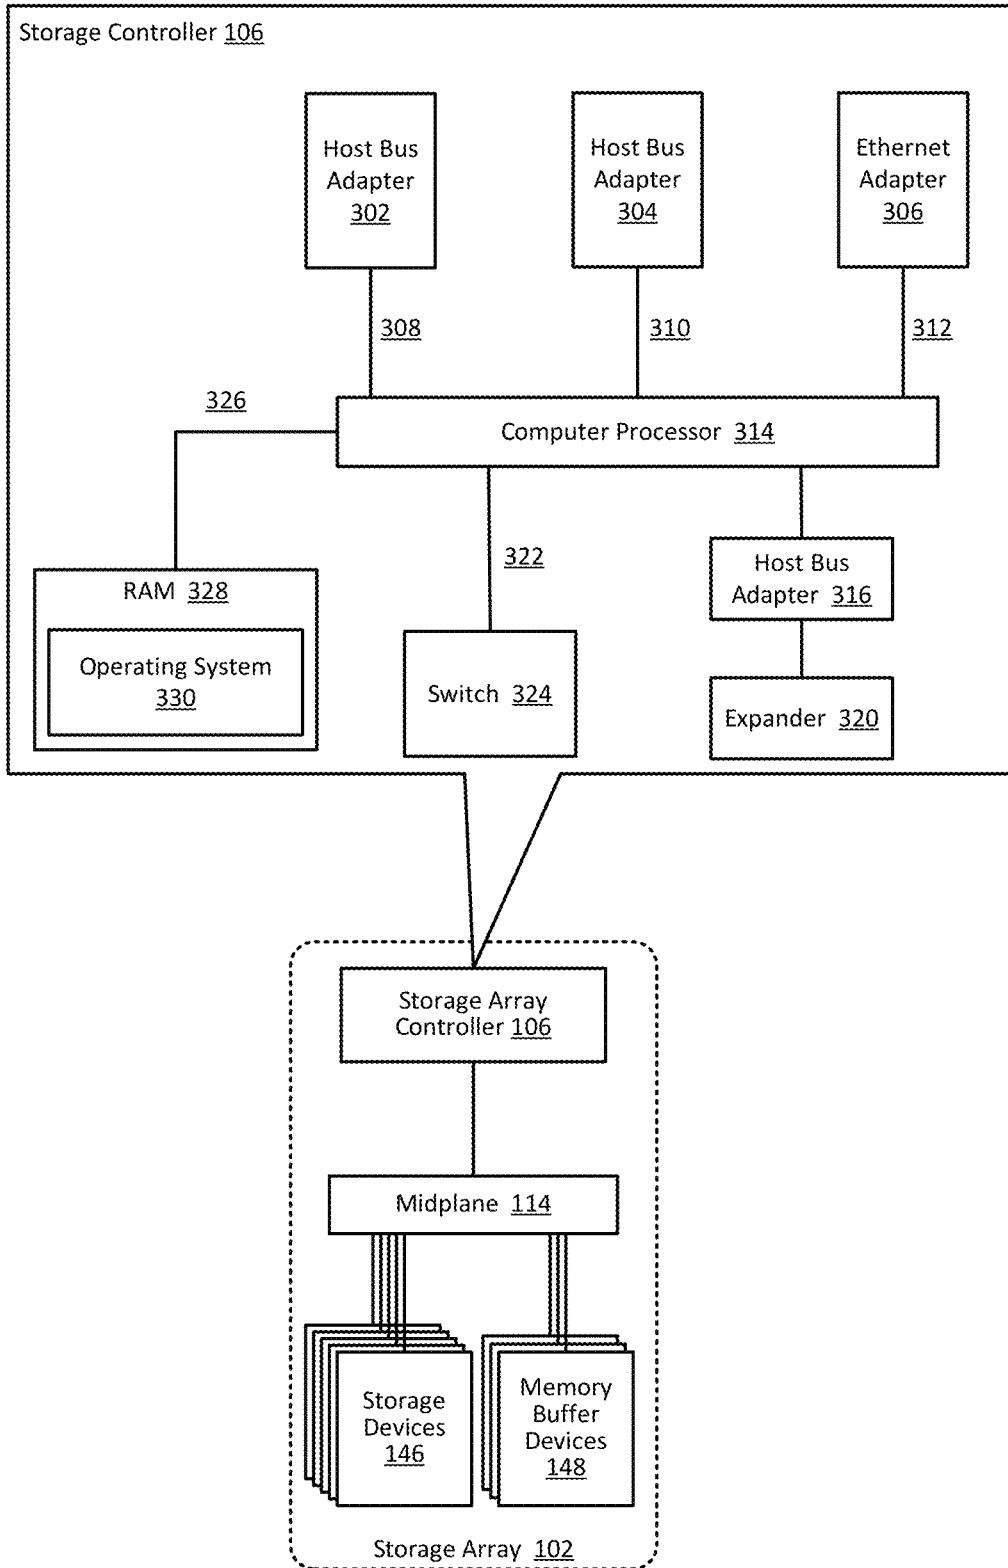 Storage Controller 106
Host Bus
Adapter
302
Host Bus
Adapter
304
Ethernet
Adapter
306
308
310
312
326
Computer Processor 314
322
RAM 328
Operating System
330
Switch 324
Host Bus
Adapter 316
Expander 320
Storage Array
Controller 106
Midplane 114
Storage
Devices
146
Memory
Buffer
Devices
148
Storage Array 102